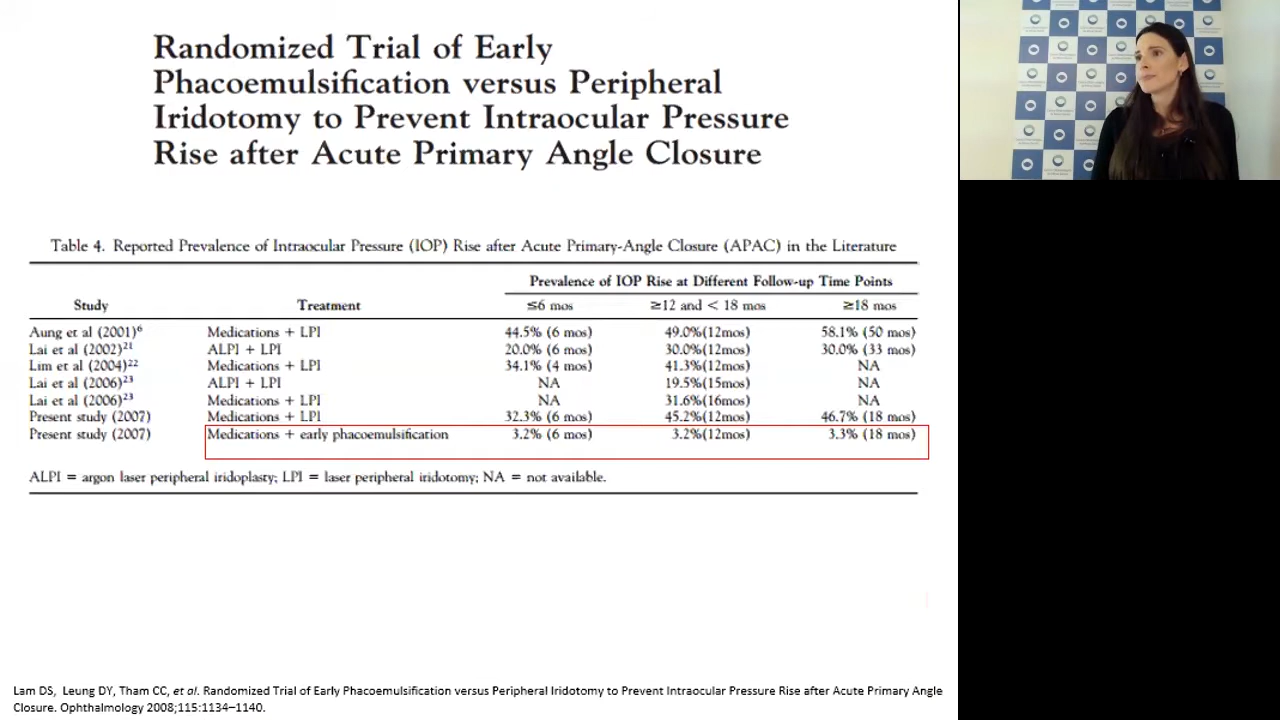 Randomized Trial of Early
Phacoemulsification versus Peripheral
Iridotomy to Prevent Intraocular Pressure
Rise after Acute Primary Angle Closure
Table 4. Reported Prevalence of Intraocular Pressure (IOP) Rise after Acute Primary-Angle Closure (APAC) in the Literature
Prevalence of IOP Rise at Different Follow-up Time Points
Study Treatment ≤6 mos ≥12 and < 18 mos ≥18 mos
Aung et al (2001)⁶ Medications + LPI 44.5% (6 mos) 49.0%(12mos) 58.1% (50 mos)
Lai et al (2002)²¹ ALPI + LPI 20.0% (6 mos) 30.0%(12mos) 30.0% (33 mos)
Lim et al (2004)²² Medications + LPI 34.1% (4 mos) 41.3%(12mos) NA
Lai et al (2006)²³ ALPI + LPI NA 19.5%(15mos) NA
Lai et al (2006)²³ Medications + LPI NA 31.6%(16mos) NA
Present study (2007) Medications + LPI 32.3% (6 mos) 45.2%(12mos) 46.7% (18 mos)
Present study (2007) Medications + early phacoemulsification 3.2% (6 mos) 3.2%(12mos) 3.3% (18 mos)
ALPI = argon laser peripheral iridoplasty; LPI = laser peripheral iridotomy; NA = not available.
Lam DS, Leung DY, Tham CC, et al. Randomized Trial of Early Phacoemulsification versus Peripheral Iridotomy to Prevent Intraocular Pressure Rise after Acute Primary Angle
Closure. Ophthalmology 2008;115:1134–1140.